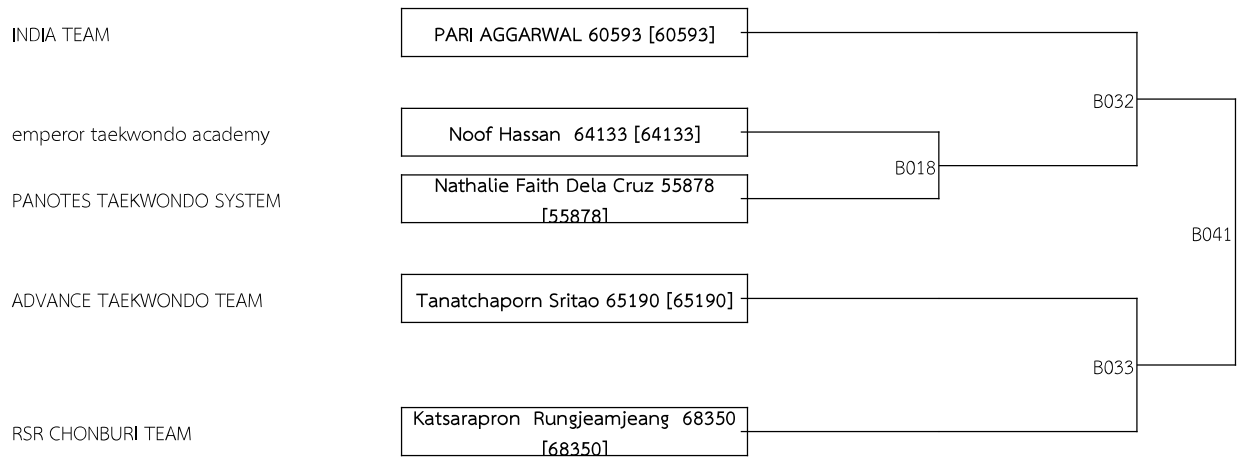 INDIA TEAM
PARI AGGARWAL 60593 [60593]
B032
emperor taekwondo academy
Noof Hassan 64133 [64133]
B018
PANOTES TAEKWONDO SYSTEM
Nathalie Faith Dela Cruz 55878
[55878]
B041
ADVANCE TAEKWONDO TEAM
Tanatchaporn Sritao 65190 [65190]
B033
RSR CHONBURI TEAM
Katsarapron Rungjeamjeang 68350
[68350]